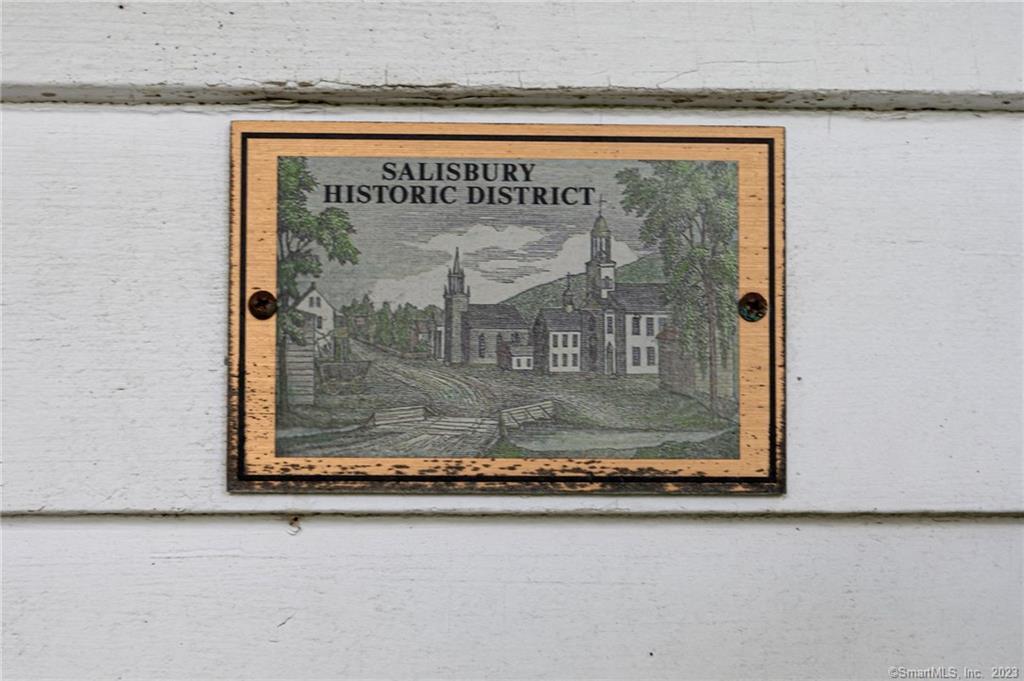 SALISBURY
HISTORIC DISTRICT
©SmartMLS, Inc. 2023